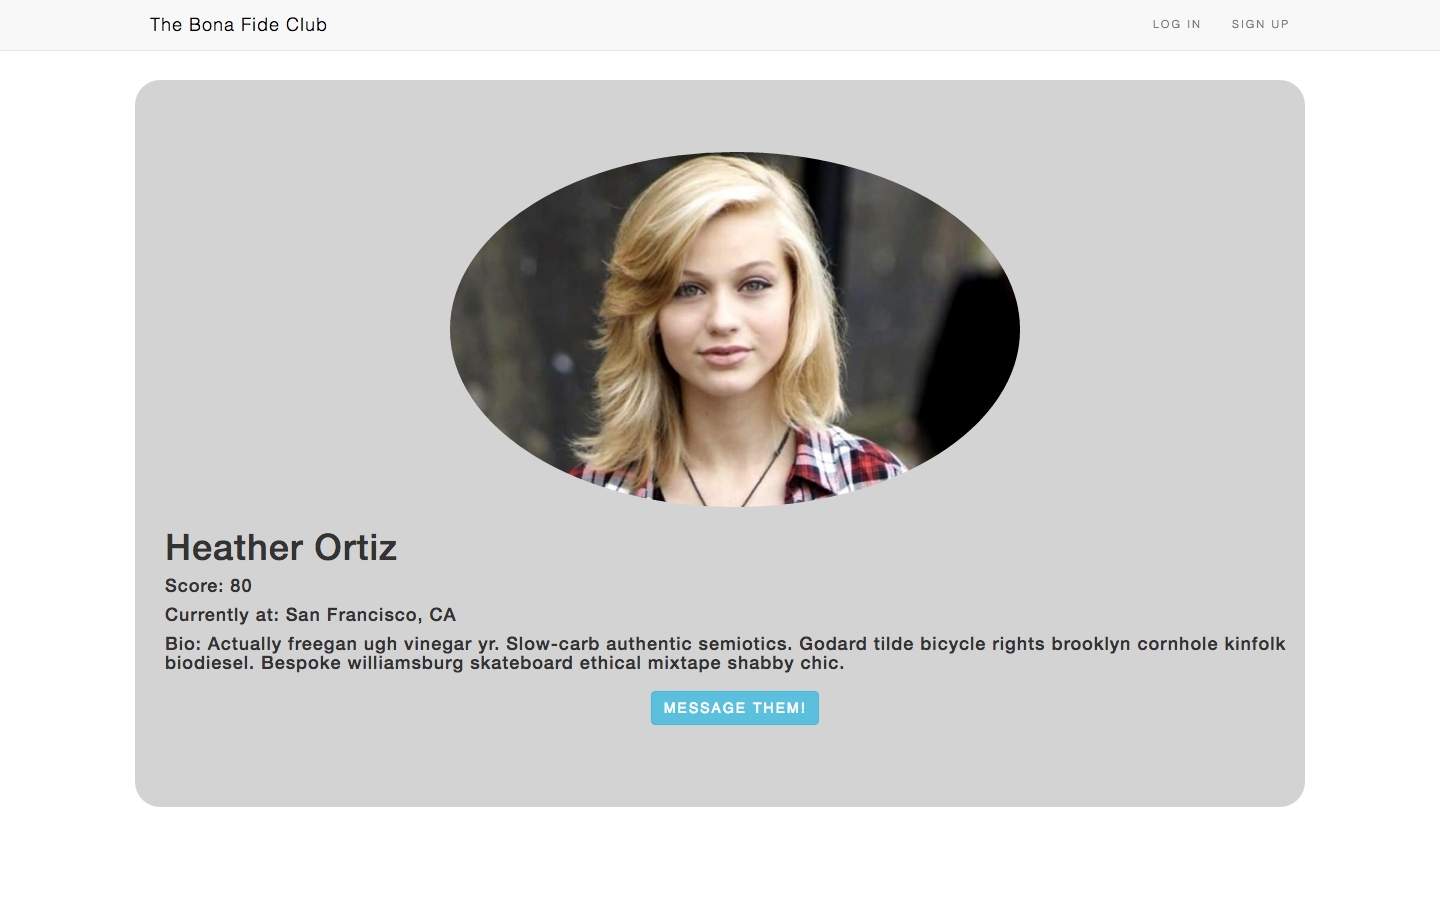 The Bona Fide Club
LOG IN
SIGN UP
Heather Ortiz
Score: 80
Currently at: San Francisco, CA
Bio: Actually freegan ugh vinegar yr. Slow-carb authentic semiotics. Godard tilde bicycle rights brooklyn cornhole kinfolk
biodiesel. Bespoke williamsburg skateboard ethical mixtape shabby chic.
MESSAGE THEM!